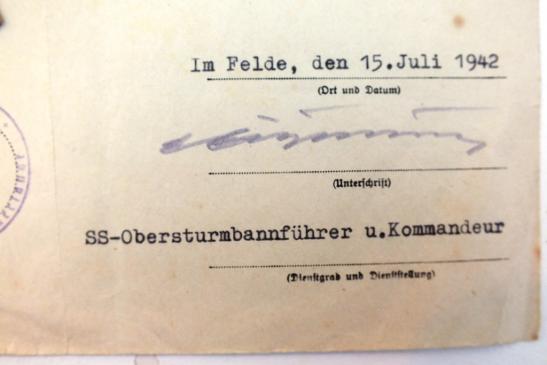 Im Felde, den 15.Juli 1942
(Ort und Datum)
(Unterschrift)
SS-Obersturmbannführer u.Kommandeur
(Dienstgrad und Dienststellung)